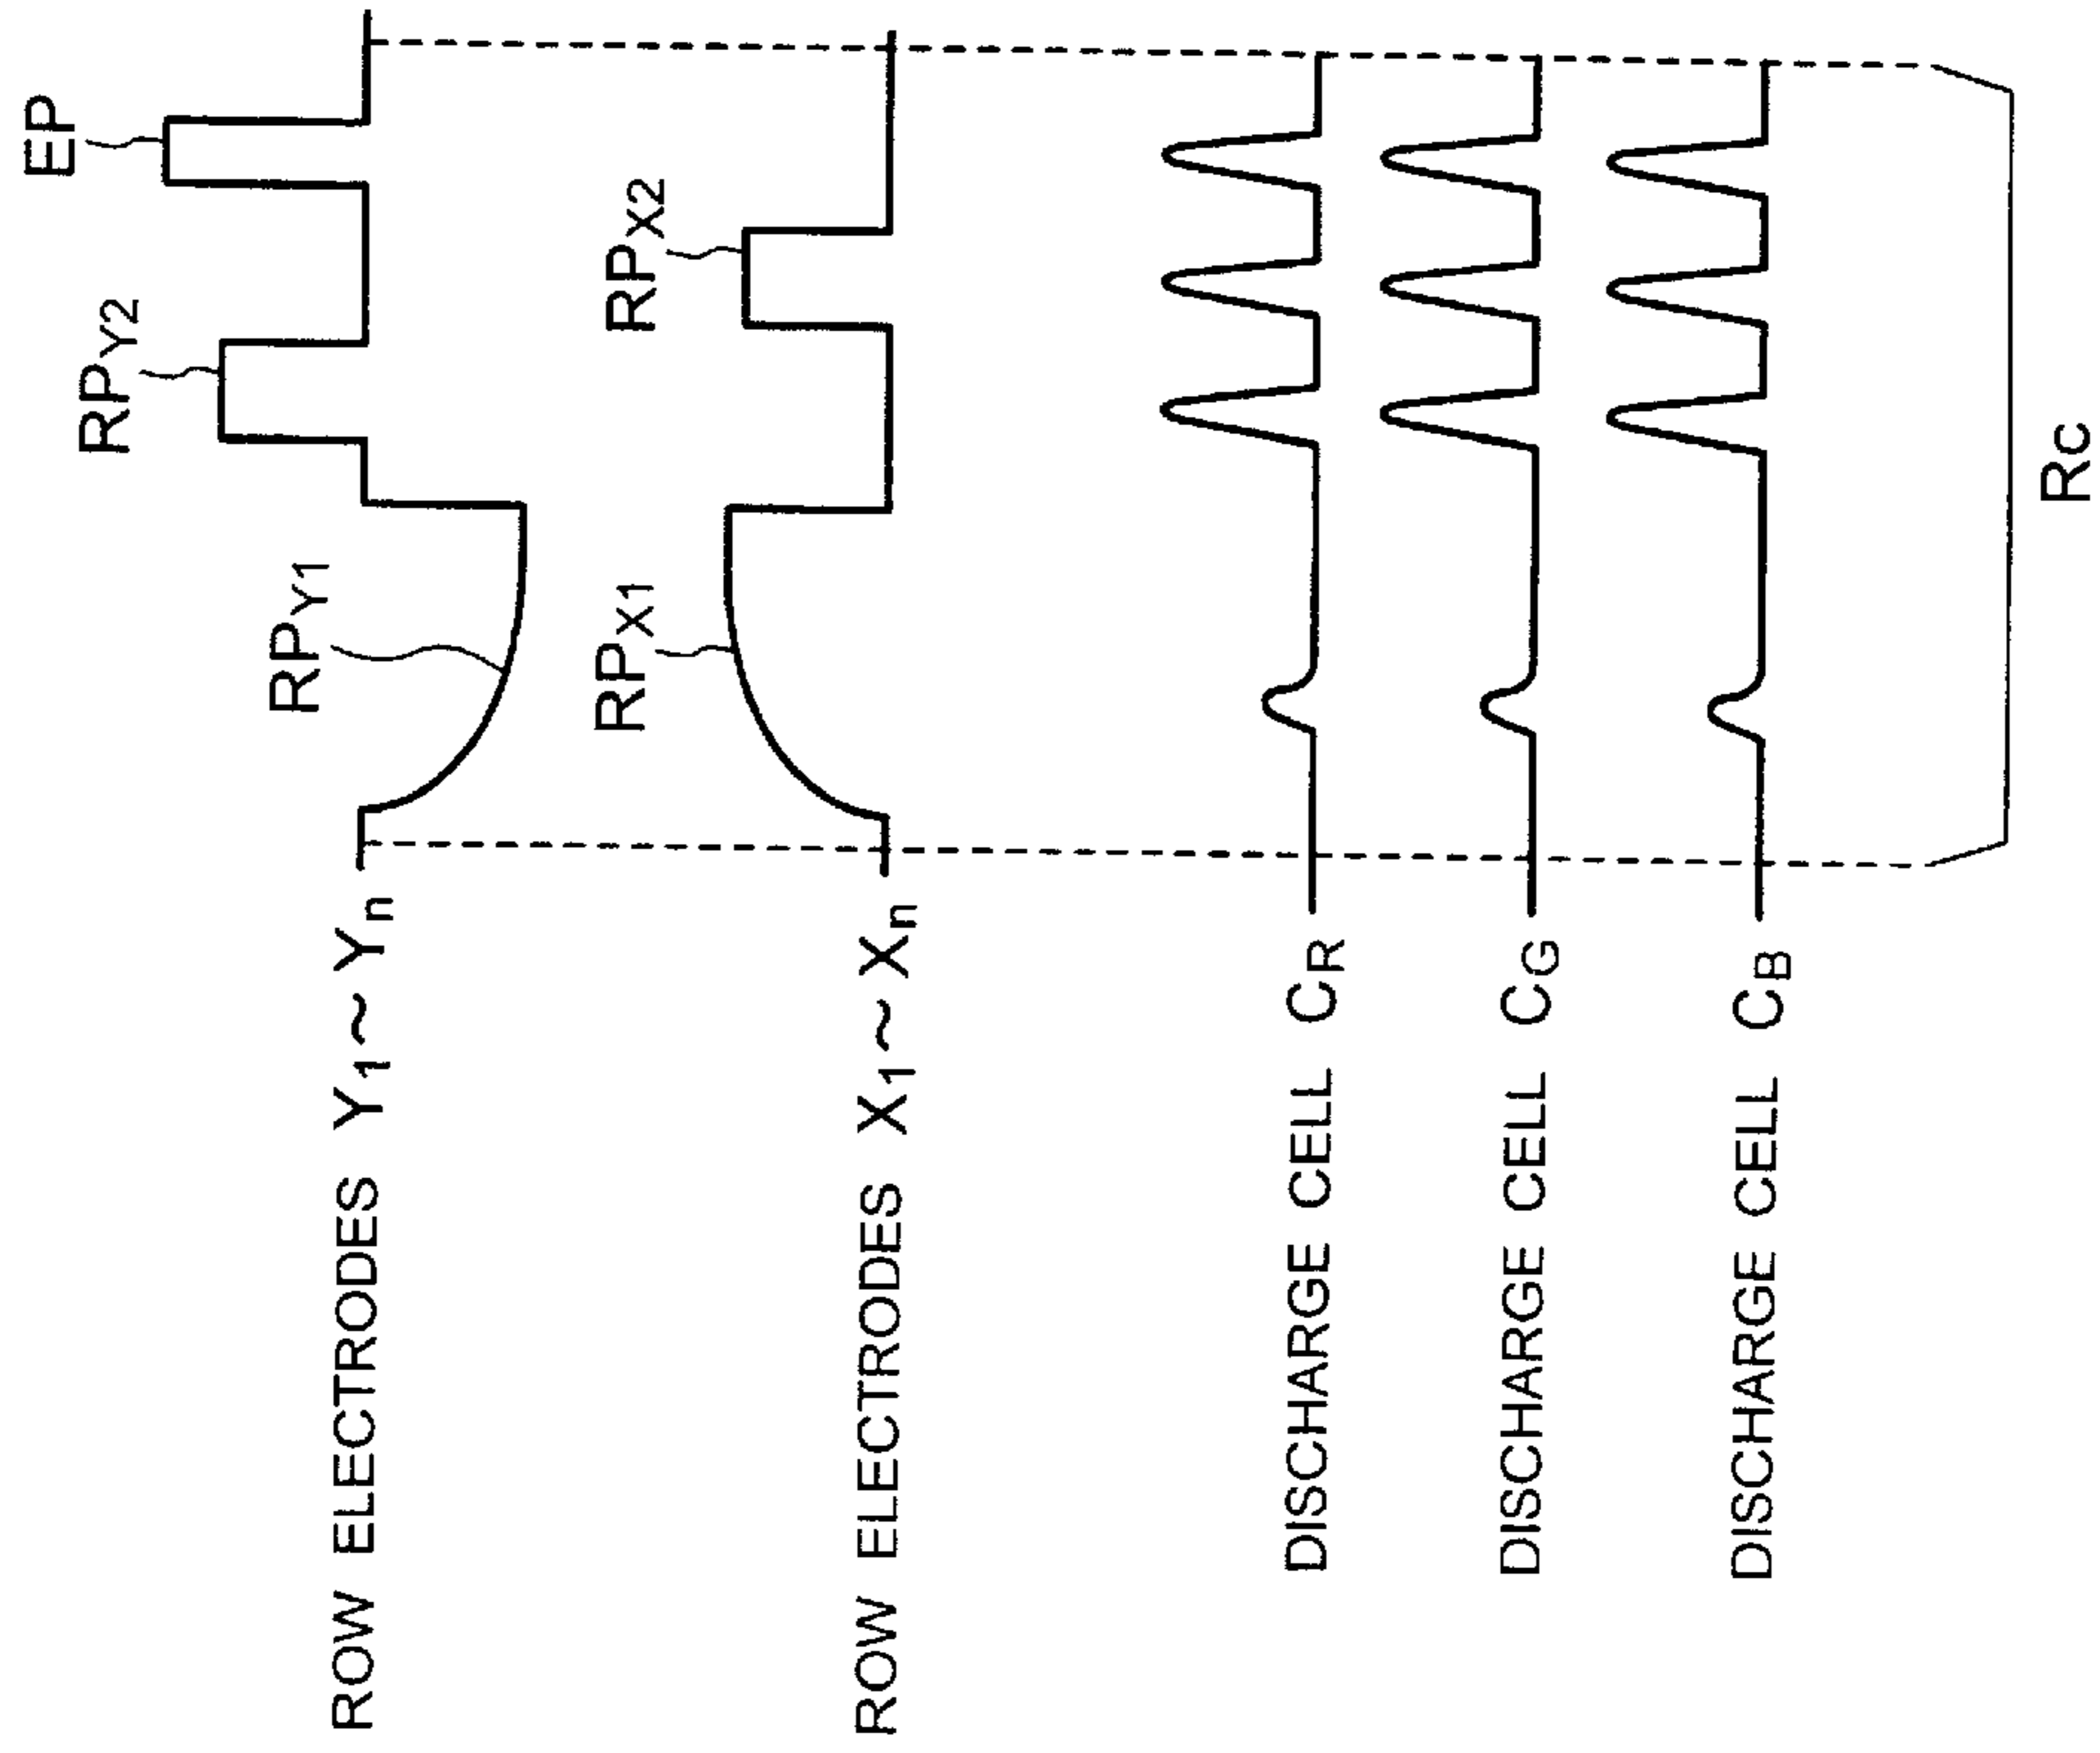 EP
RPY2
RPY1
ROW ELECTRODES Y1~Yn
RPX2
RPX1
ROW ELECTRODES X1~Xn
DISCHARGE CELL CR
DISCHARGE CELL CG
DISCHARGE CELL CB
RC